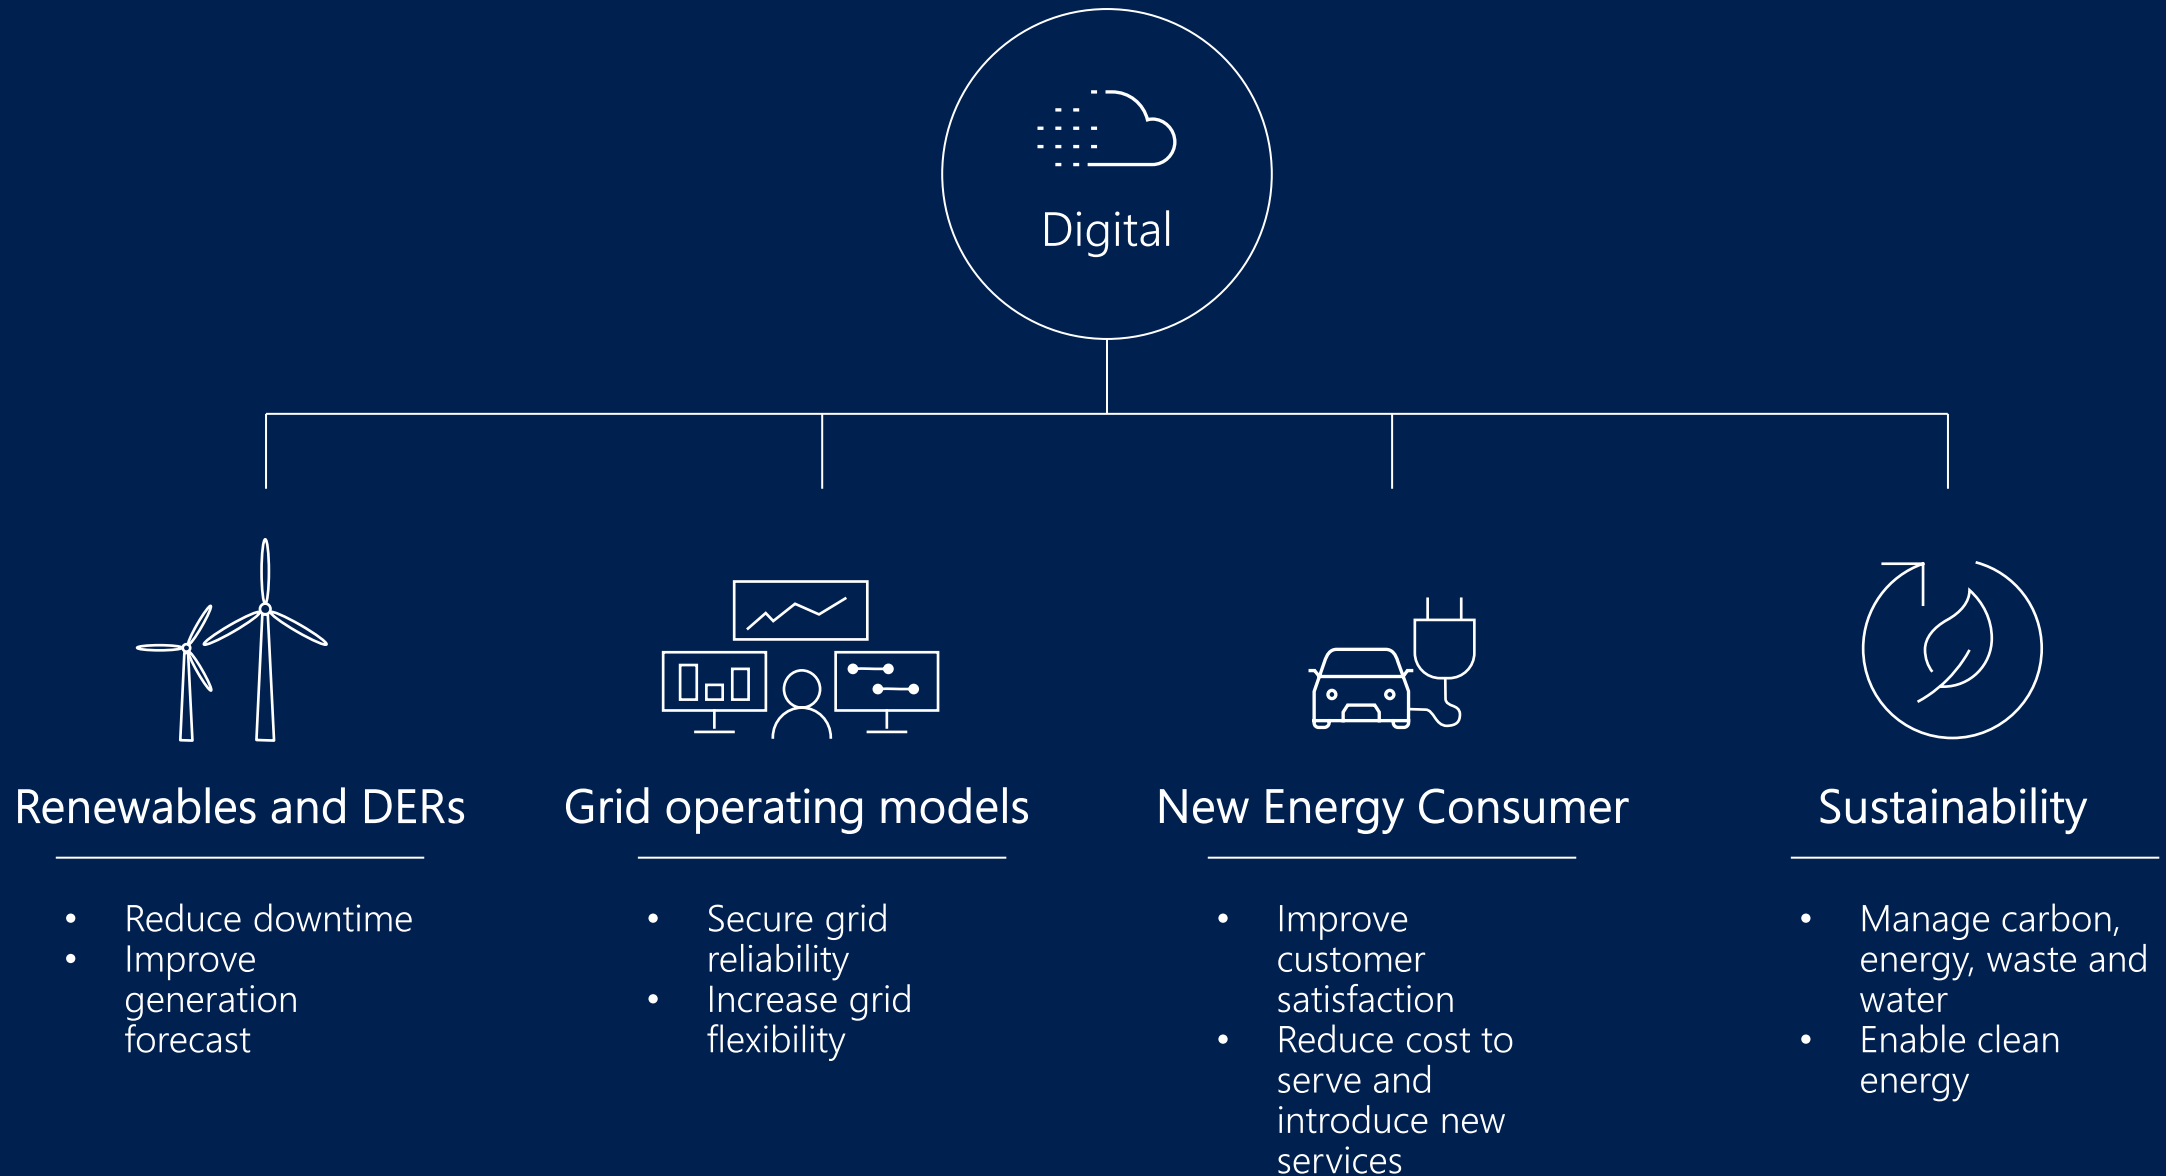 Digital
Renewables and DERs
• Reduce downtime
• Improve
generation
forecast
Grid operating models
• Secure grid
reliability
• Increase grid
flexibility
New Energy Consumer
• Improve
customer
satisfaction
• Reduce cost to
serve and
introduce new
services
Sustainability
• Manage carbon,
energy, waste and
water
• Enable clean
energy